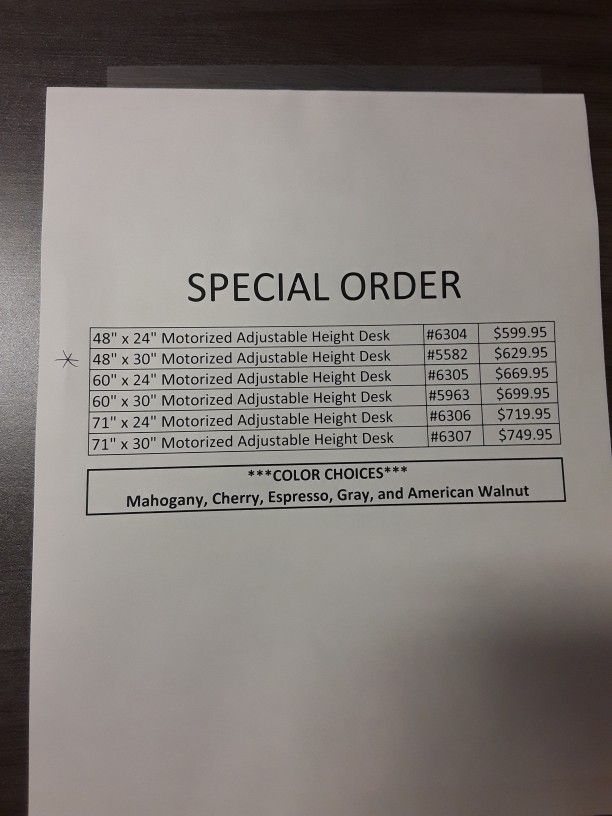 SPECIAL ORDER
48" x 24" Motorized Adjustable Height Desk #6304 $599.95
* 48" x 30" Motorized Adjustable Height Desk #5582 $629.95
60" x 24" Motorized Adjustable Height Desk #6305 $669.95
60" x 30" Motorized Adjustable Height Desk #5963 $699.95
71" x 24" Motorized Adjustable Height Desk #6306 $719.95
71" x 30" Motorized Adjustable Height Desk #6307 $749.95
***COLOR CHOICES***
Mahogany, Cherry, Espresso, Gray, and American Walnut